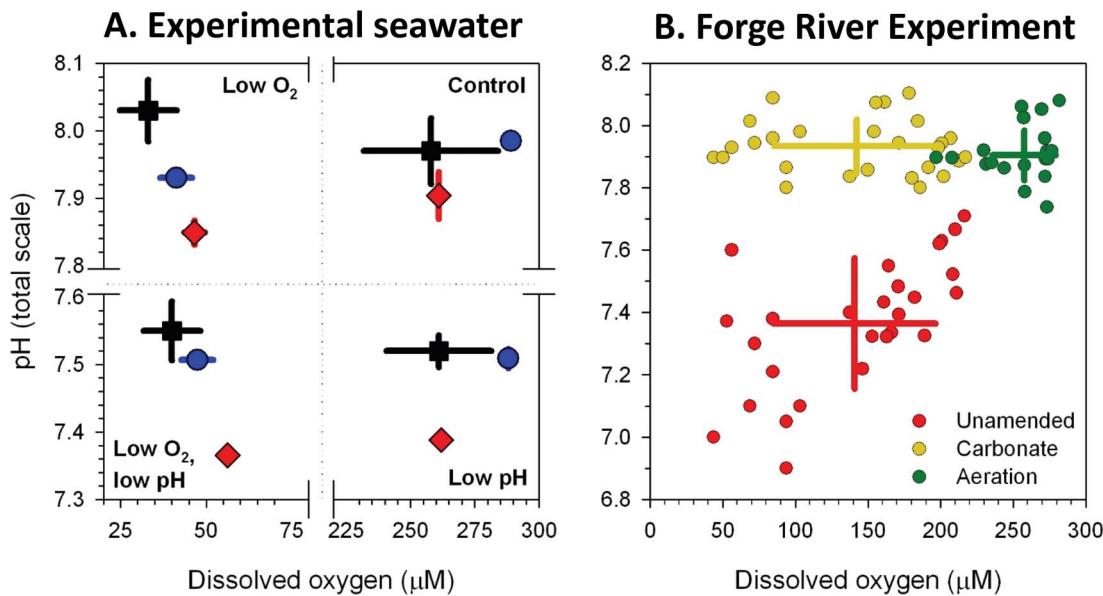 A. Experimental seawater
B. Forge River Experiment
8.1
8.0
7.9
7.8
7.6
7.5
7.4
7.3
pH (total scale)
Low O2
Control
Low O2,
low pH
Low pH
25
50
75
225
250
275
300
Dissolved oxygen (μM)
8.2
8.0
7.8
7.6
7.4
7.2
7.0
6.8
Unamended
Carbonate
Aeration
0
50
100
150
200
250
300
Dissolved oxygen (μM)